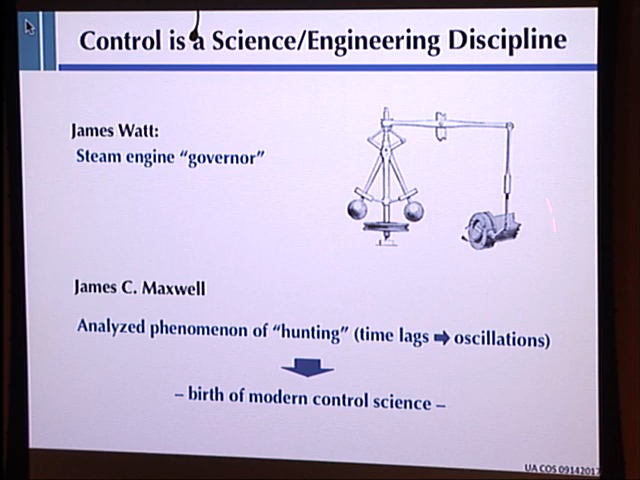 Control is a Science/Engineering Discipline
James Watt:
Steam engine “governor”
James C. Maxwell
Analyzed phenomenon of “hunting” (time lags ➡ oscillations)
– birth of modern control science –
UA COS 09142017